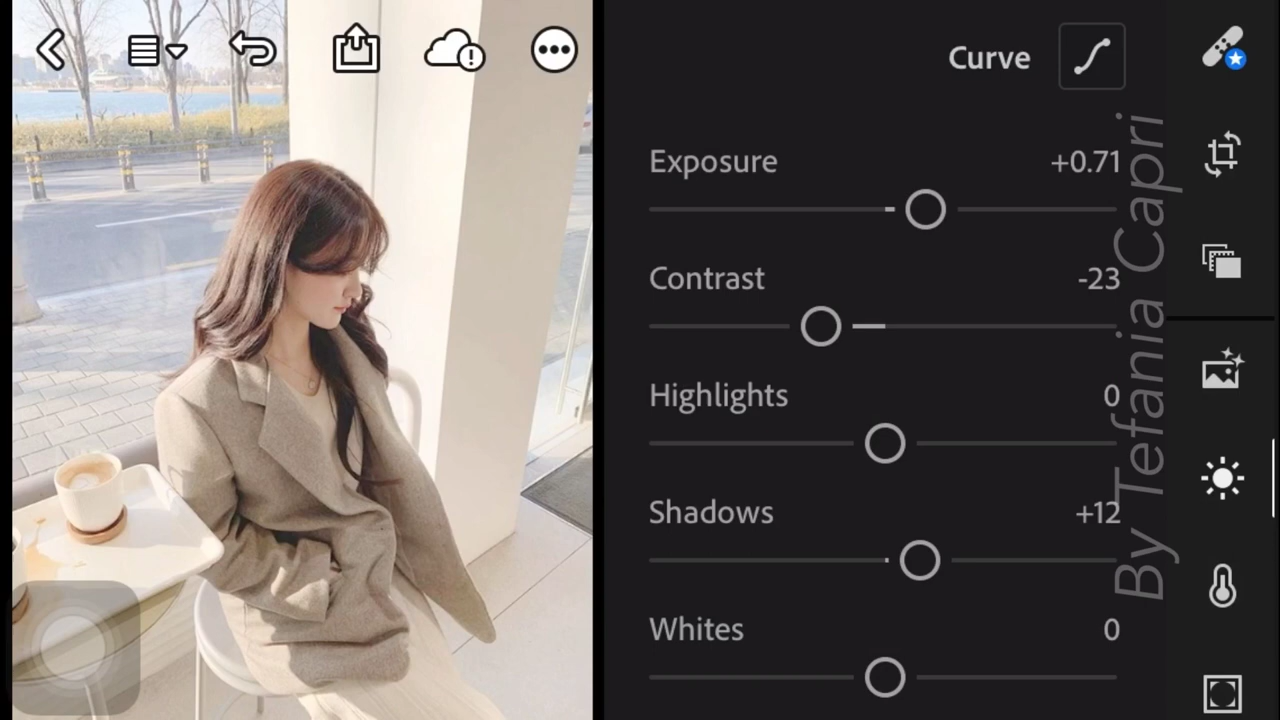 Curve
Exposure +0.71
Contrast -23
Highlights 0
Shadows +12
Whites 0
By Tefania Capri